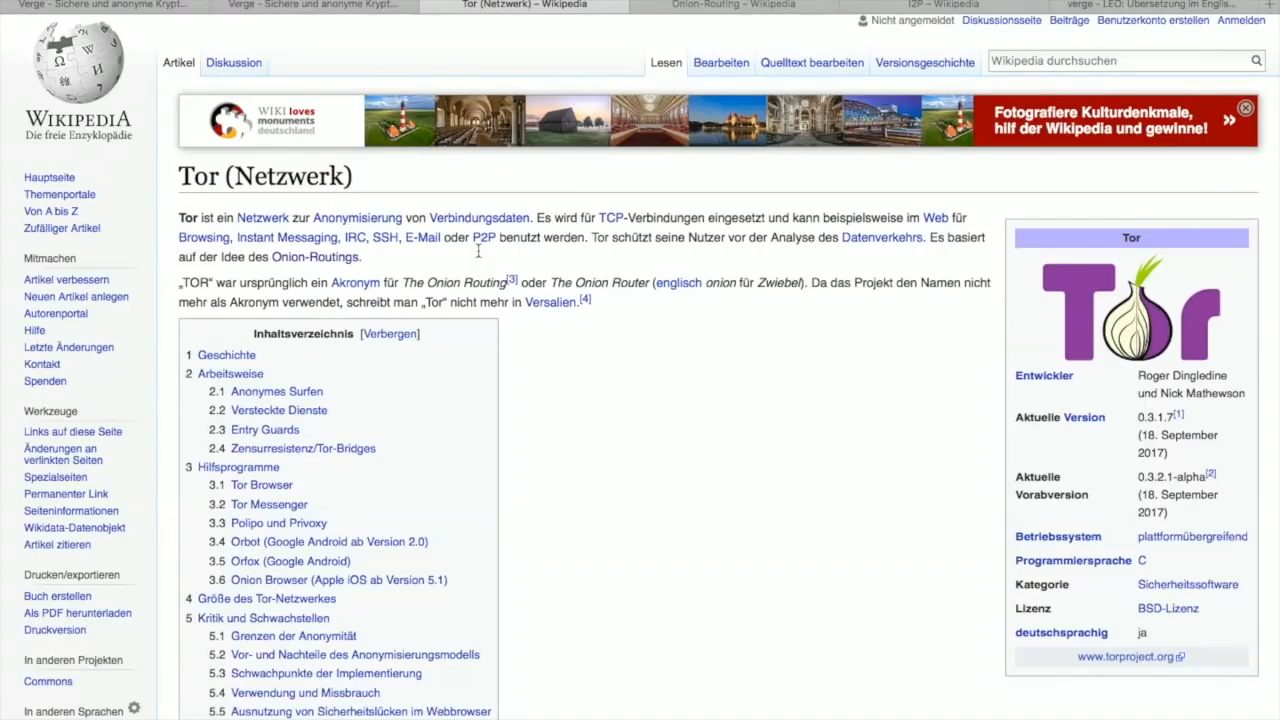 Verge - Sichere und anonyme Krypt...
Verge - Sichere und anonyme Krypt...
Tor (Netzwerk) – Wikipedia
Onion-Routing – Wikipedia
I2P – Wikipedia
verge - LEO: Übersetzung im Englis...
Nicht angemeldet Diskussionsseite Beiträge Benutzerkonto erstellen Anmelden
Artikel Diskussion
Lesen Bearbeiten Quelltext bearbeiten Versionsgeschichte
Wikipedia durchsuchen
WIKIPEDIA
Die freie Enzyklopädie
Hauptseite
Themenportale
Von A bis Z
Zufälliger Artikel
Mitmachen
Artikel verbessern
Neuen Artikel anlegen
Autorenportal
Hilfe
Letzte Änderungen
Kontakt
Spenden
Werkzeuge
Links auf diese Seite
Änderungen an
verlinkten Seiten
Spezialseiten
Permanenter Link
Seiteninformationen
Wikidata-Datenobjekt
Artikel zitieren
Drucken/exportieren
Buch erstellen
Als PDF herunterladen
Druckversion
In anderen Projekten
Commons
In anderen Sprachen
WIKI loves
monuments
deutschland
Fotografiere Kulturdenkmale,
hilf der Wikipedia und gewinne! »
Tor (Netzwerk)
Tor ist ein Netzwerk zur Anonymisierung von Verbindungsdaten. Es wird für TCP-Verbindungen eingesetzt und kann beispielsweise im Web für
Browsing, Instant Messaging, IRC, SSH, E-Mail oder P2P benutzt werden. Tor schützt seine Nutzer vor der Analyse des Datenverkehrs. Es basiert
auf der Idee des Onion-Routings.
„TOR“ war ursprünglich ein Akronym für The Onion Routing[3] oder The Onion Router (englisch onion für Zwiebel). Da das Projekt den Namen nicht
mehr als Akronym verwendet, schreibt man „Tor“ nicht mehr in Versalien.[4]
Inhaltsverzeichnis [Verbergen]
1 Geschichte
2 Arbeitsweise
2.1 Anonymes Surfen
2.2 Versteckte Dienste
2.3 Entry Guards
2.4 Zensurresistenz/Tor-Bridges
3 Hilfsprogramme
3.1 Tor Browser
3.2 Tor Messenger
3.3 Polipo und Privoxy
3.4 Orbot (Google Android ab Version 2.0)
3.5 Orfox (Google Android)
3.6 Onion Browser (Apple iOS ab Version 5.1)
4 Größe des Tor-Netzwerkes
5 Kritik und Schwachstellen
5.1 Grenzen der Anonymität
5.2 Vor- und Nachteile des Anonymisierungsmodells
5.3 Schwachpunkte der Implementierung
5.4 Verwendung und Missbrauch
5.5 Ausnutzung von Sicherheitslücken im Webbrowser
Tor
Tor
Entwickler Roger Dingledine
und Nick Mathewson
Aktuelle Version 0.3.1.7[1]
(18. September
2017)
Aktuelle 0.3.2.1-alpha[2]
Vorabversion (18. September
2017)
Betriebssystem plattformübergreifend
Programmiersprache C
Kategorie Sicherheitssoftware
Lizenz BSD-Lizenz
deutschsprachig ja
www.torproject.org